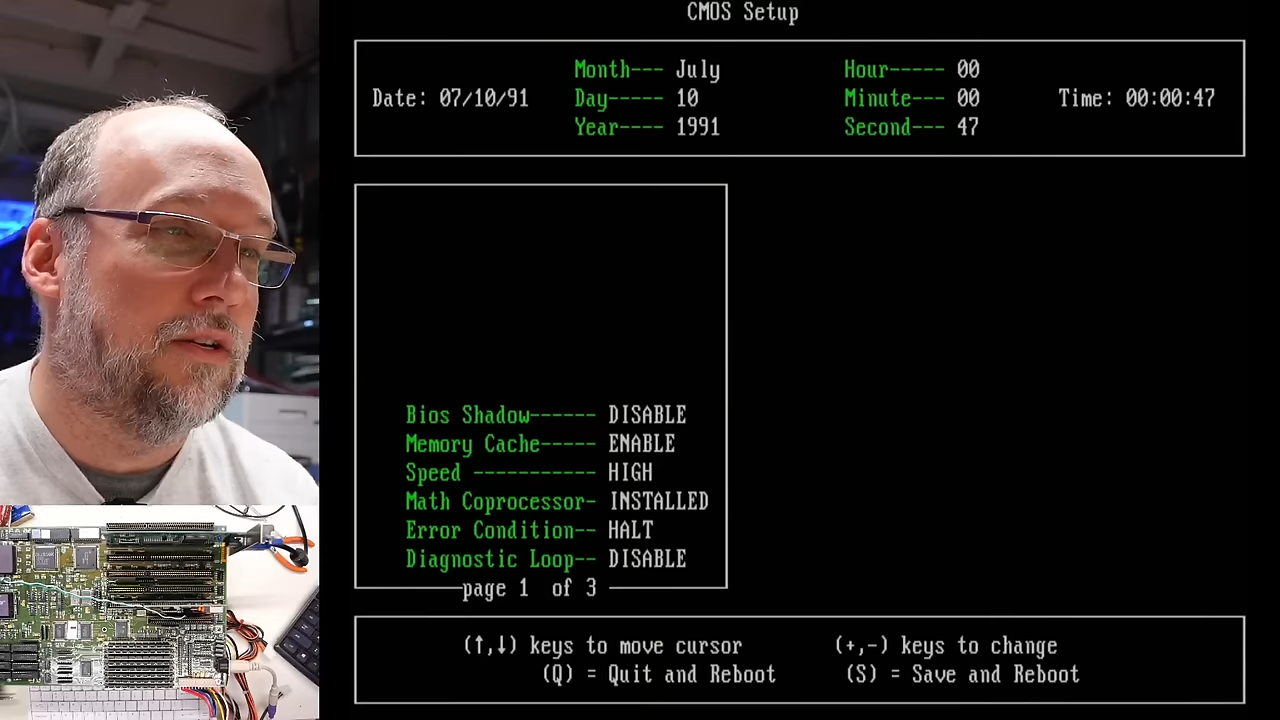 CMOS Setup
Month--- July Hour----- 00
Date: 07/10/91 Day----- 10 Minute--- 00 Time: 00:00:47
Year---- 1991 Second--- 47
Bios Shadow------ DISABLE
Memory Cache----- ENABLE
Speed ----------- HIGH
Math Coprocessor- INSTALLED
Error Condition-- HALT
Diagnostic Loop-- DISABLE
page 1 of 3
(↑,↓) keys to move cursor (+,-) keys to change
(Q) = Quit and Reboot (S) = Save and Reboot